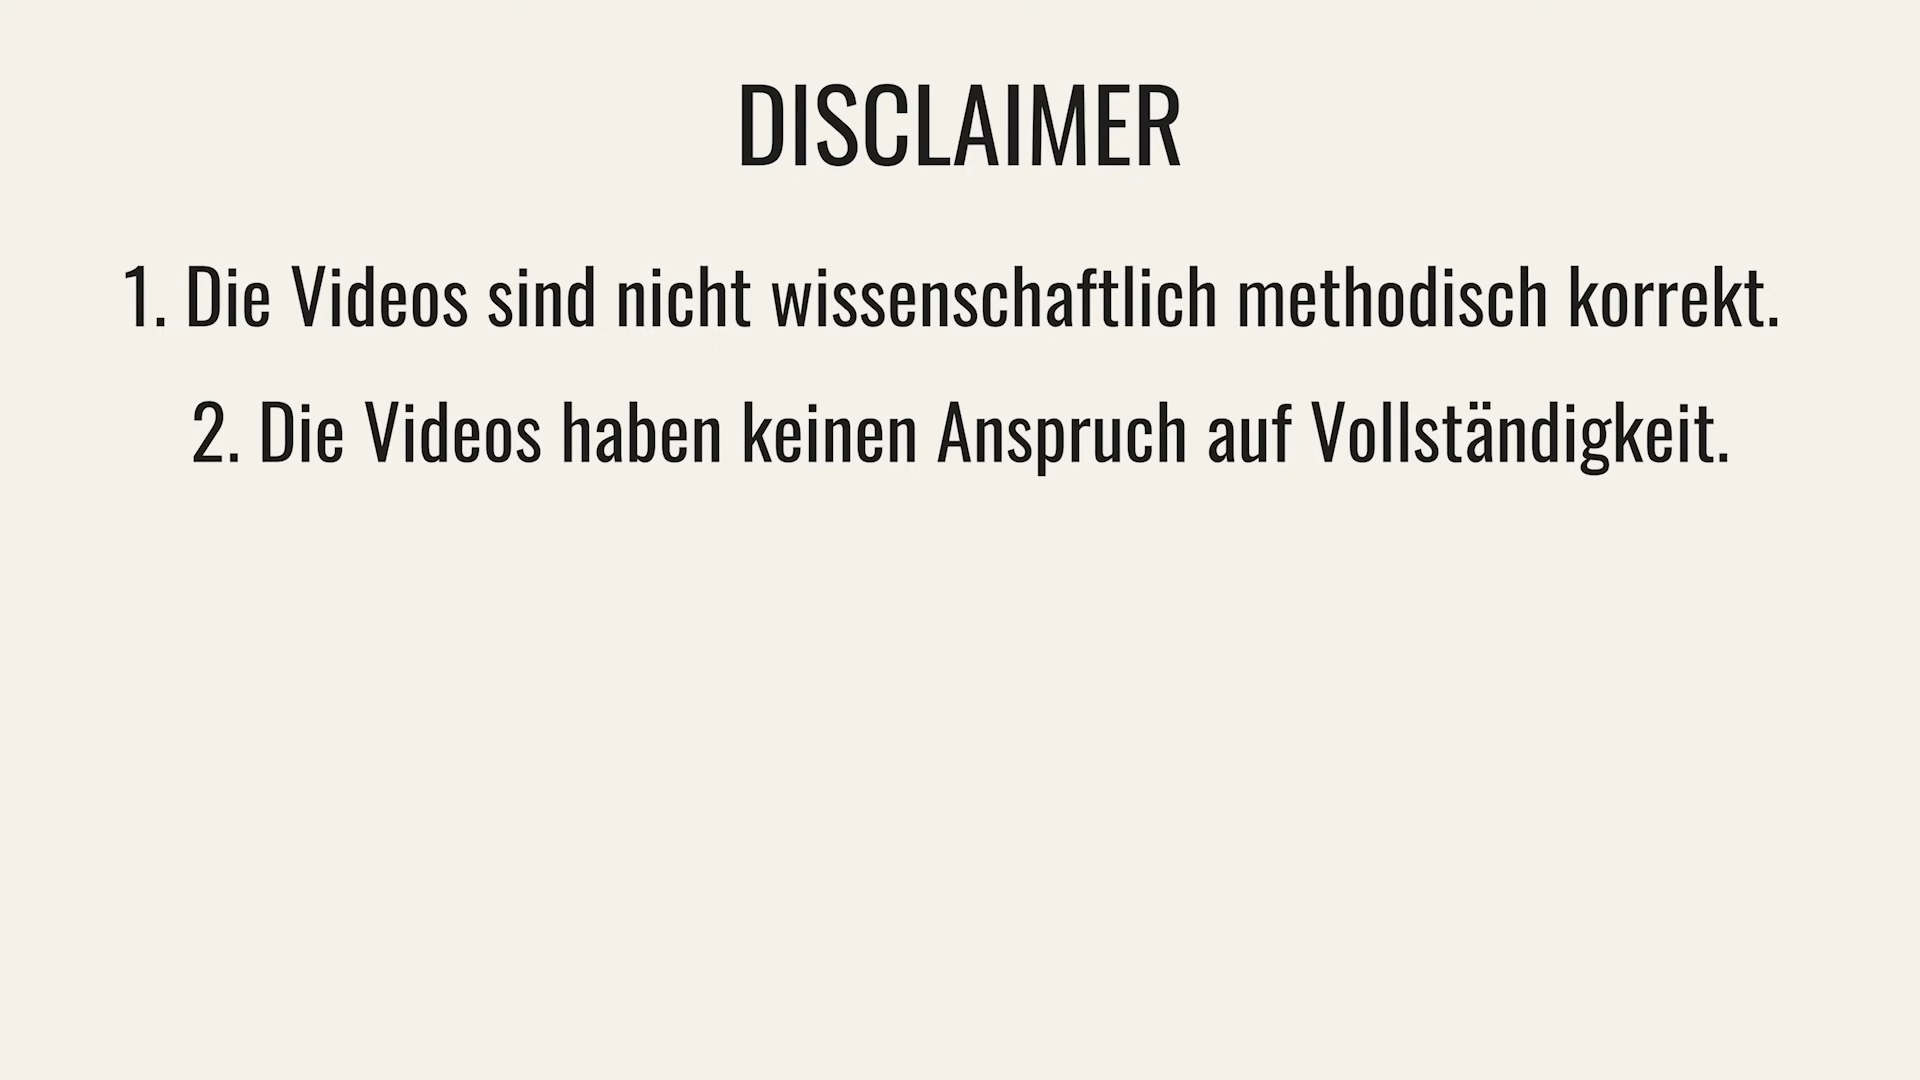 DISCLAIMER
1. Die Videos sind nicht wissenschaftlich methodisch korrekt.
2. Die Videos haben keinen Anspruch auf Vollständigkeit.